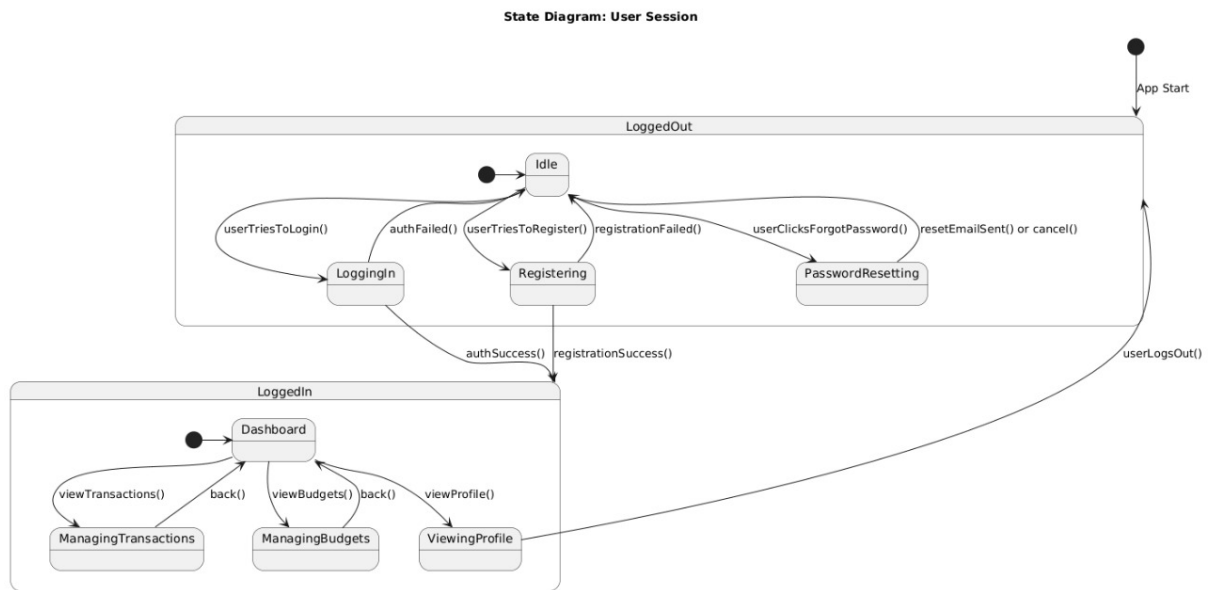 State Diagram: User Session
App Start
LoggedOut
Idle
userTriesToLogin()
authFailed()
userTriesToRegister()
registrationFailed()
userClicksForgotPassword()
resetEmailSent() or cancel()
LoggingIn
Registering
PasswordResetting
authSuccess()
registrationSuccess()
userLogsOut()
LoggedIn
Dashboard
viewTransactions()
back()
viewBudgets()
back()
viewProfile()
ManagingTransactions
ManagingBudgets
ViewingProfile